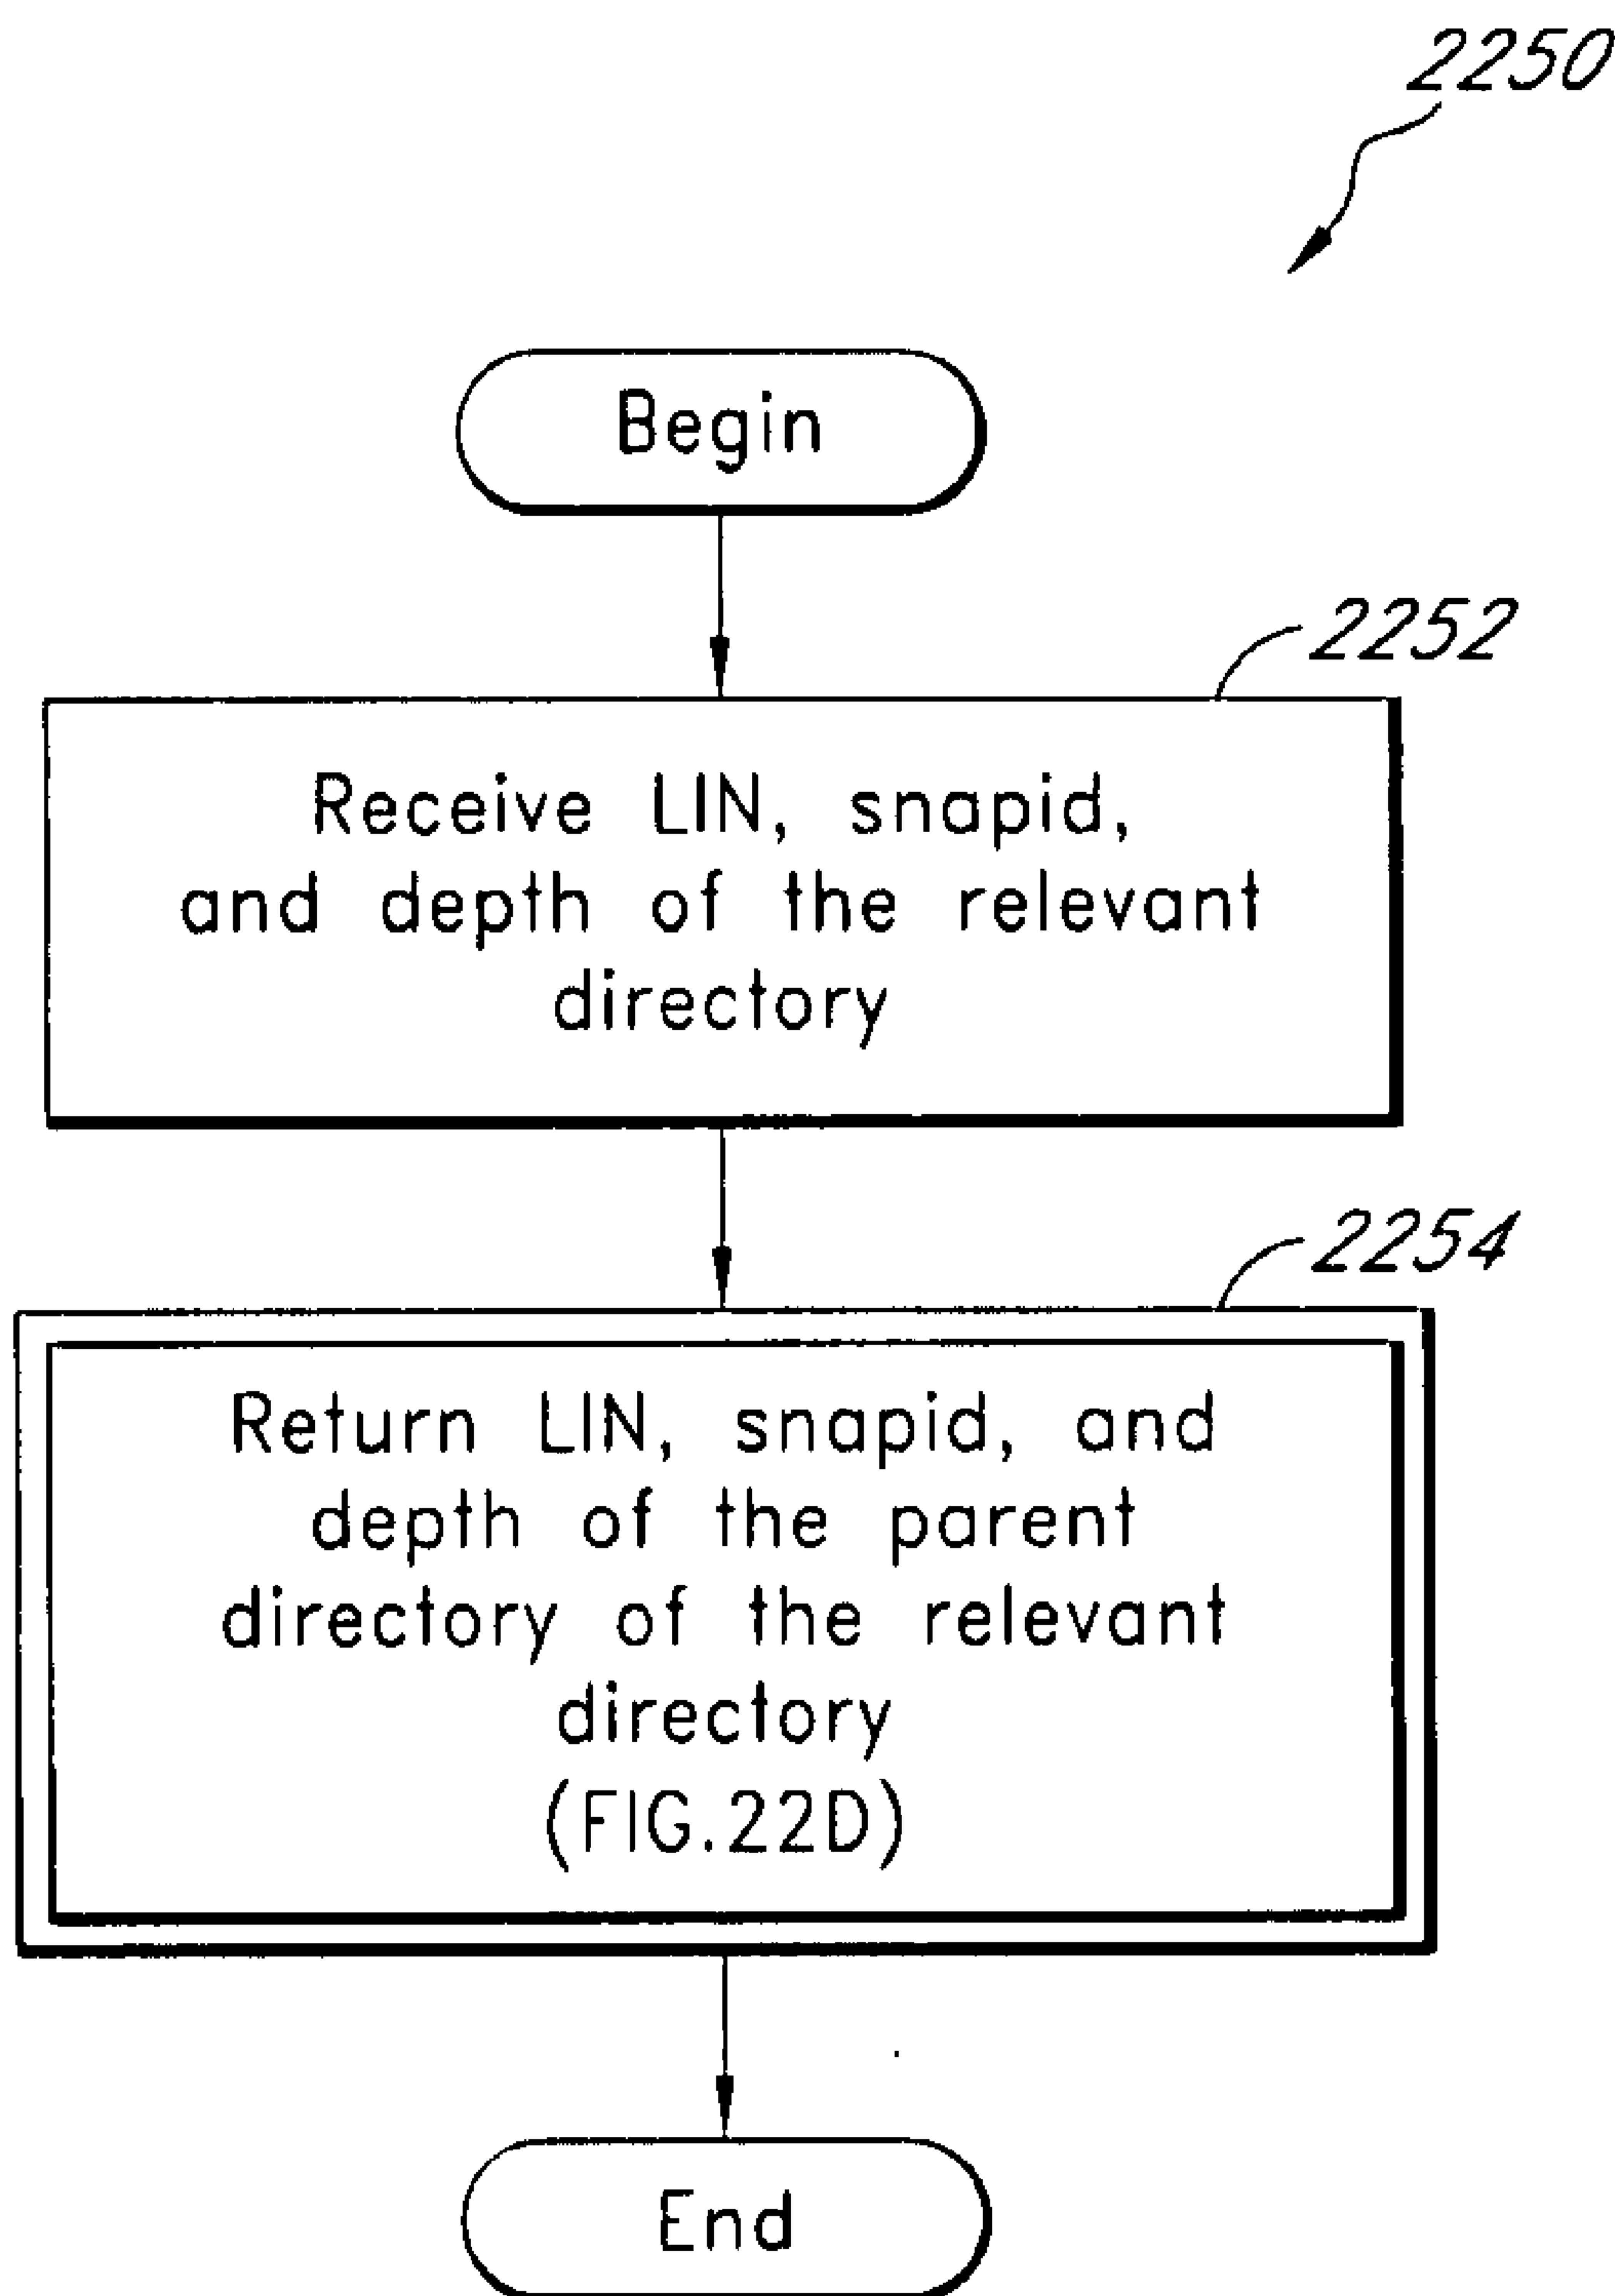 2250
Begin
2252
Receive LIN, snapid,
and depth of the relevant
directory
2254
Return LIN, snapid, and
depth of the parent
directory of the relevant
directory
(FIG.22D)
End